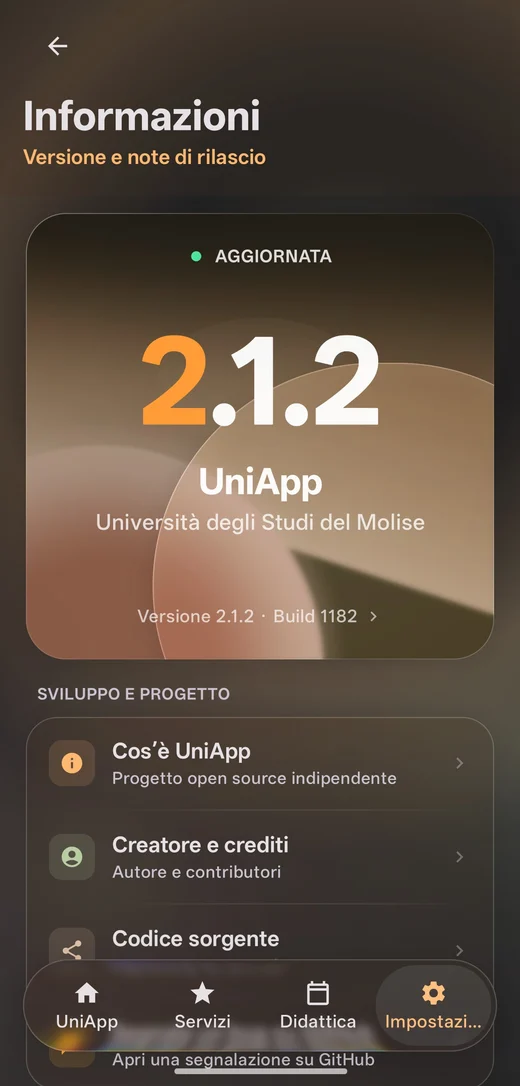 Informazioni
Versione e note di rilascio
AGGIORNATA
2.1.2
UniApp
Università degli Studi del Molise
Versione 2.1.2 · Build 1182
SVILUPPO E PROGETTO
Cos’è UniApp
Progetto open source indipendente
Creatore e crediti
Autore e contributori
Codice sorgente
UniApp
Servizi
Didattica
Impostazi...
Apri una segnalazione su GitHub